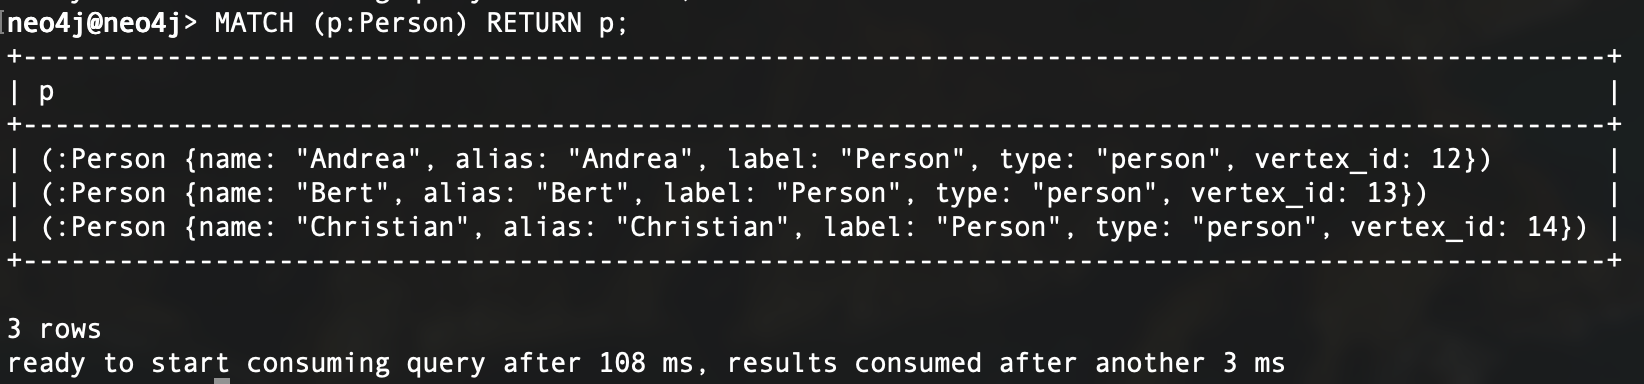 neo4j@neo4j> MATCH (p:Person) RETURN p;
+---------------------------------------------------------------------------------------------------+
| p                                                                                                 |
+---------------------------------------------------------------------------------------------------+
| (:Person {name: "Andrea", alias: "Andrea", label: "Person", type: "person", vertex_id: 12})       |
| (:Person {name: "Bert", alias: "Bert", label: "Person", type: "person", vertex_id: 13})           |
| (:Person {name: "Christian", alias: "Christian", label: "Person", type: "person", vertex_id: 14}) |
+---------------------------------------------------------------------------------------------------+
3 rows
ready to start consuming query after 108 ms, results consumed after another 3 ms